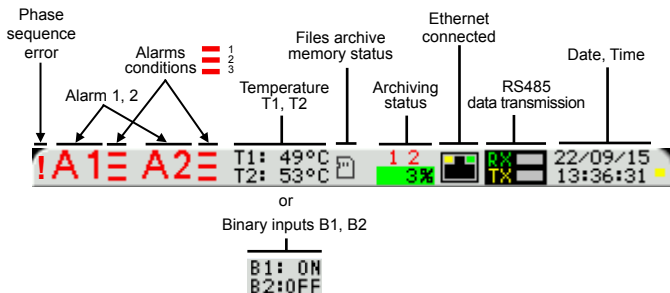 Phase
sequence
error
Alarm 1, 2
Alarms
conditions
1
2
3
Temperature
T1, T2
Files archive
memory status
Archiving
status
Ethernet
connected
RS485
data transmission
Date, Time
!A1 A2
T1: 49°C
T2: 53°C
1 2
3%
RX
TX
22/09/15
13:36:31
or
Binary inputs B1, B2
B1: ON
B2:OFF